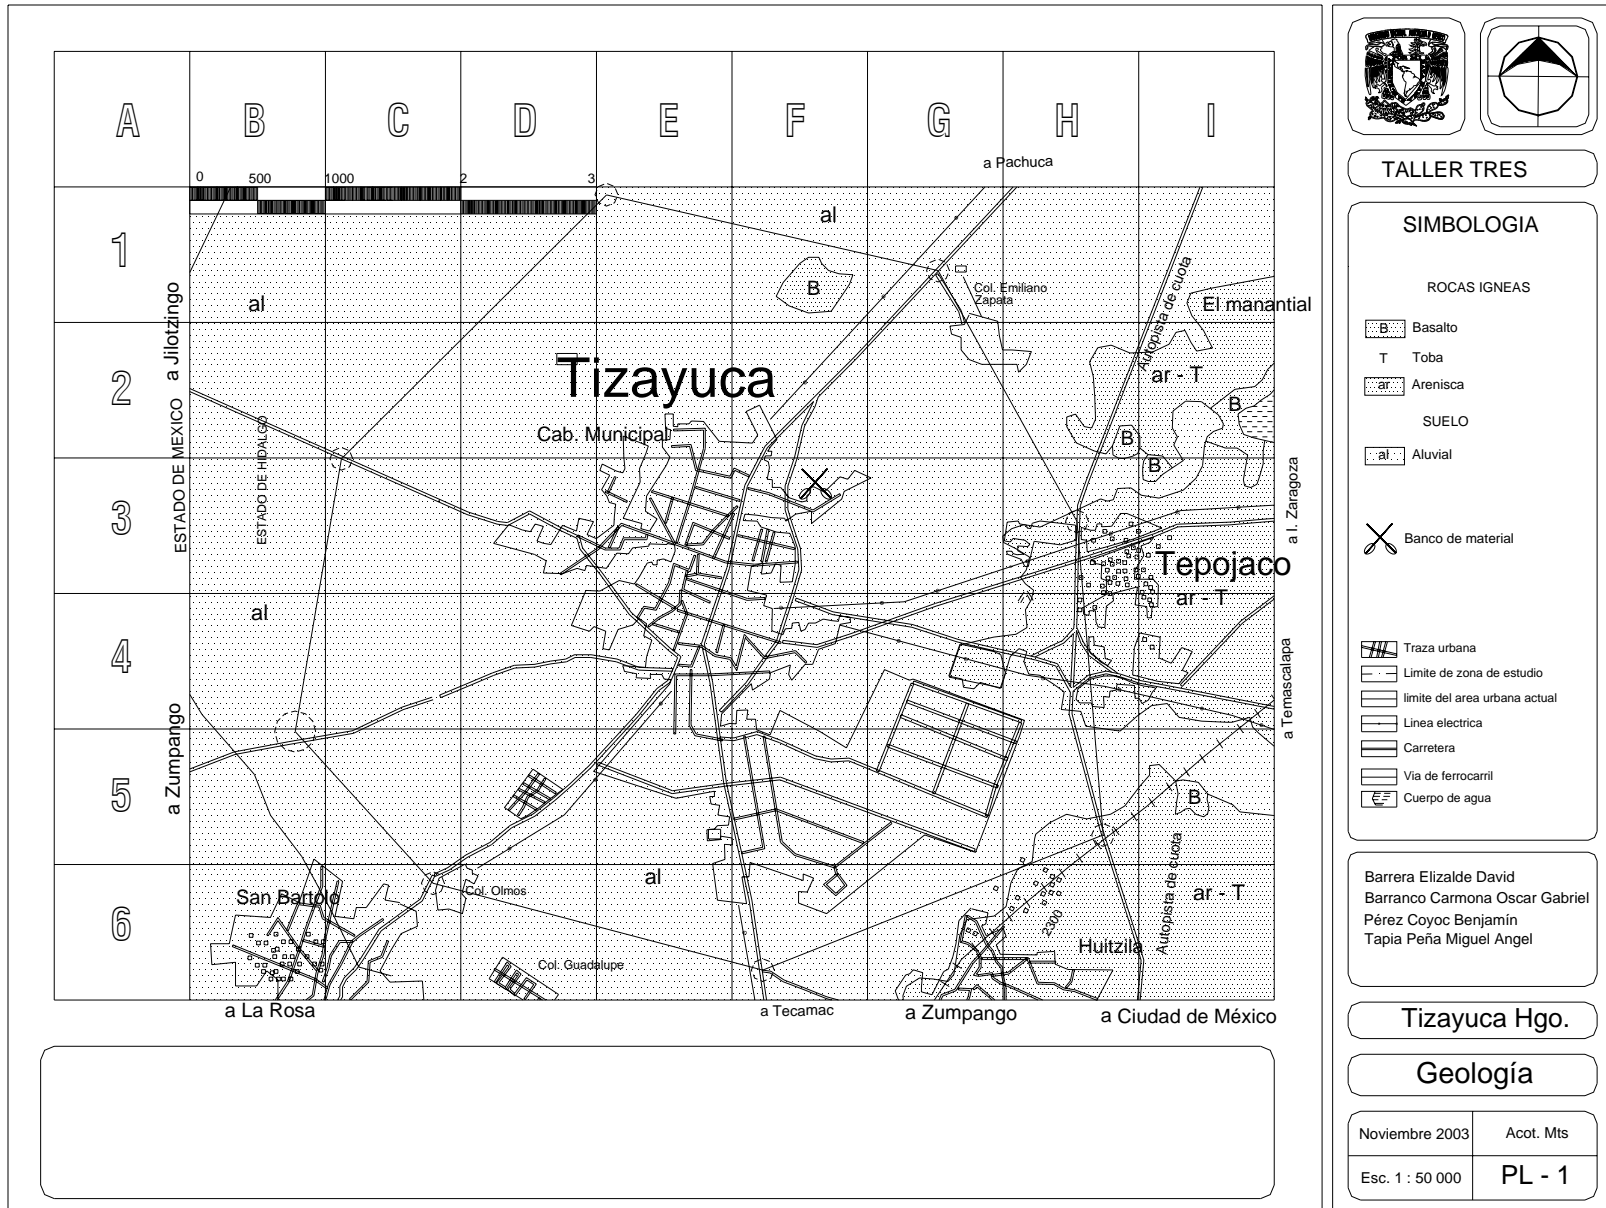 A B C D E F G H I
a Pachuca
0 500 1000 2 3
1
2
3
4
5
6
al
al
B
Col. Emiliano
Zapata
Autopista de cuota
El manantial
a Jilotzingo
ESTADO DE MEXICO
ESTADO DE HIDALGO
Tizayuca
Cab. Municipal
ar - T
B
B
B
a I. Zaragoza
Tepojaco
ar - T
al
a Temascalapa
a Zumpango
B
al
San Bartolo
Col. Olmos
Col. Guadalupe
2300
Huitzila
Autopista de cuota
ar - T
a La Rosa
a Tecamac
a Zumpango
a Ciudad de México
TALLER TRES
SIMBOLOGIA
ROCAS IGNEAS
B Basalto
T Toba
ar Arenisca
SUELO
al Aluvial
Banco de material
Traza urbana
Limite de zona de estudio
limite del area urbana actual
Linea electrica
Carretera
Via de ferrocarril
Cuerpo de agua
Barrera Elizalde David
Barranco Carmona Oscar Gabriel
Pérez Coyoc Benjamín
Tapia Peña Miguel Angel
Tizayuca Hgo.
Geología
Noviembre 2003 Acot. Mts
Esc. 1 : 50 000 PL - 1